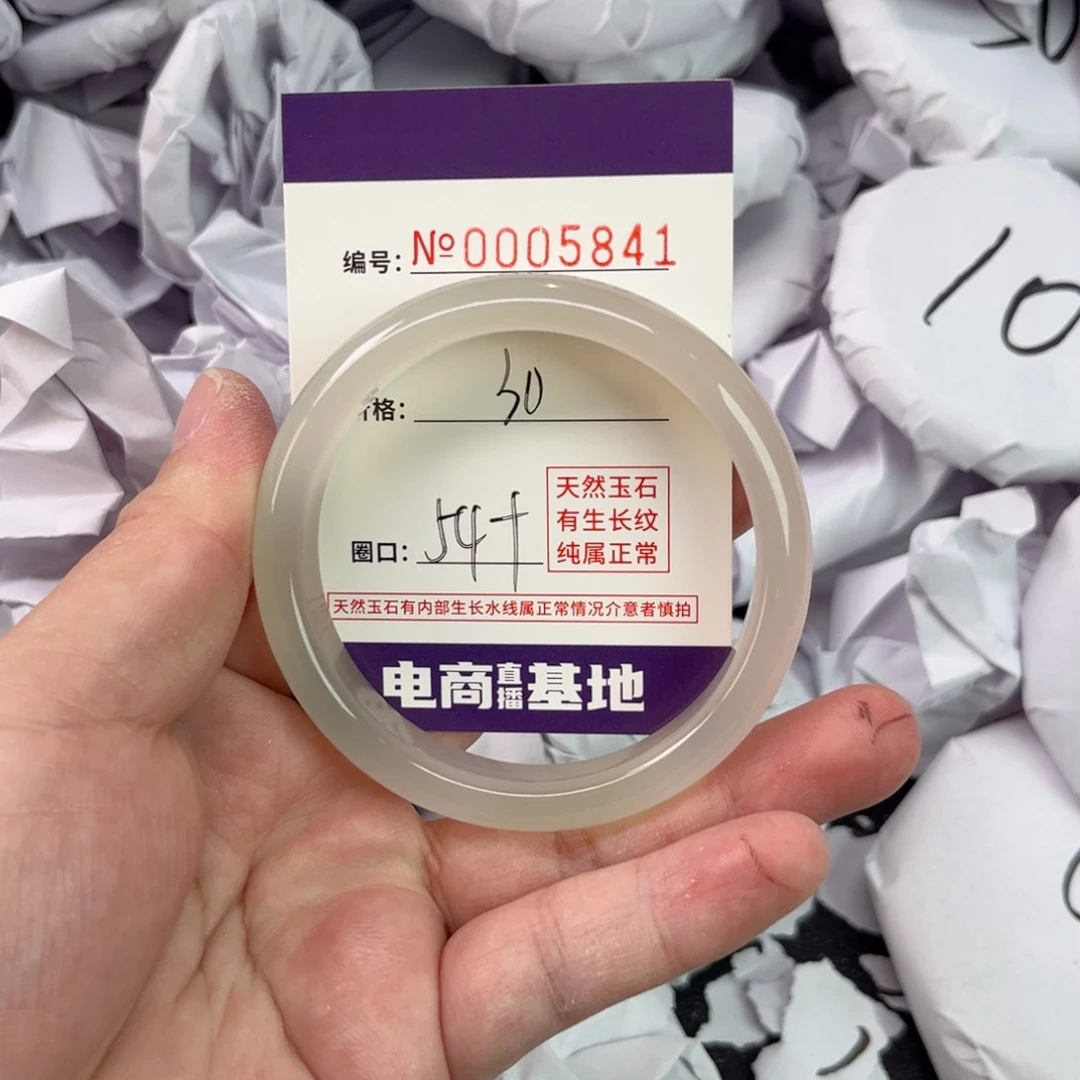 编号: №0005841
价格: 50
圈口: 54+
天然玉石
有生长纹
纯属正常
天然玉石有内部生长水线属正常情况介意者慎拍
电商直播基地
10